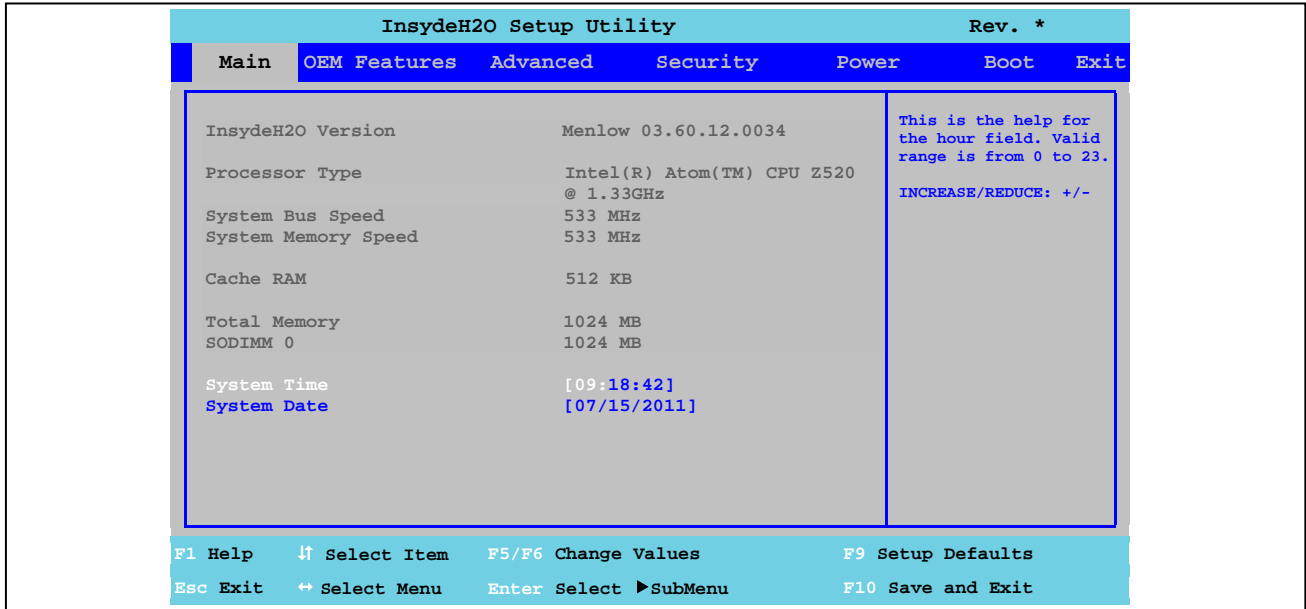 InsydeH2O Setup Utility Rev. *
Main OEM Features Advanced Security Power Boot Exit
InsydeH2O Version Menlow 03.60.12.0034
Processor Type Intel(R) Atom(TM) CPU Z520
@ 1.33GHz
System Bus Speed 533 MHz
System Memory Speed 533 MHz
Cache RAM 512 KB
Total Memory 1024 MB
SODIMM 0 1024 MB
System Time [09:18:42]
System Date [07/15/2011]
This is the help for
the hour field. Valid
range is from 0 to 23.
INCREASE/REDUCE: +/-
F1 Help ↓↑ Select Item F5/F6 Change Values F9 Setup Defaults
Esc Exit ↔ Select Menu Enter Select ▶SubMenu F10 Save and Exit